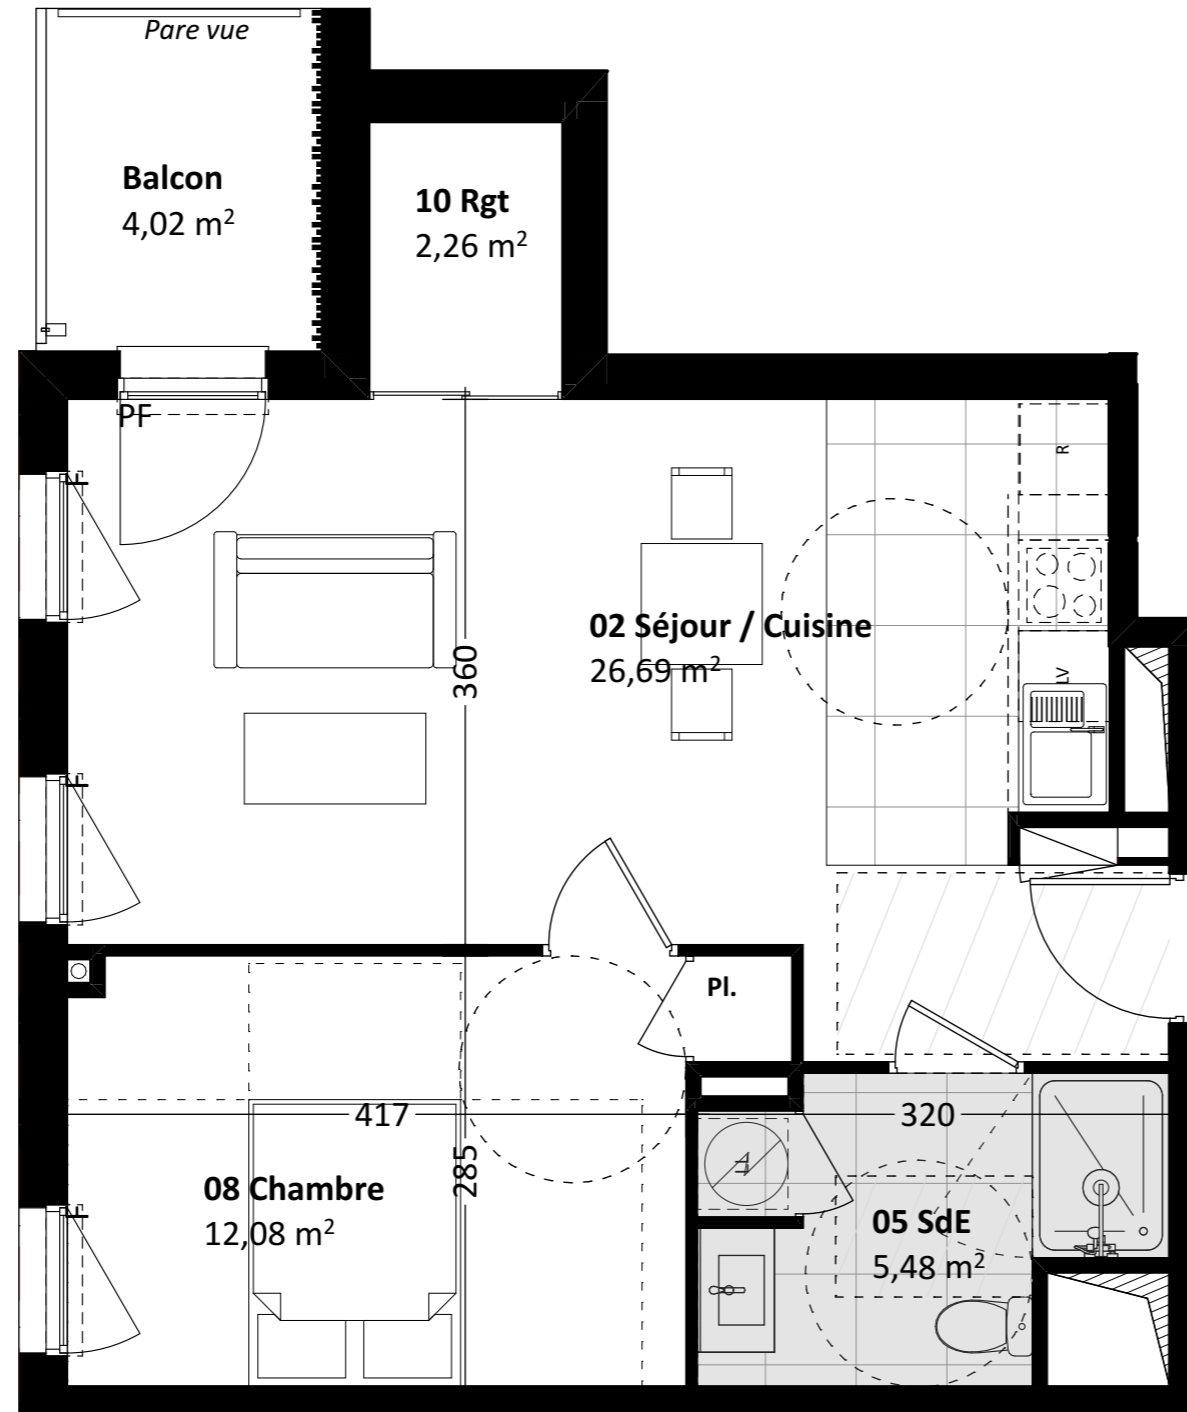 Pare vue
Balcon
4,02 m²
10 Rgt
2,26 m²
PF
F
R
02 Séjour / Cuisine
26,69 m²
360
LV
F
Pl.
417
320
285
08 Chambre
12,08 m²
F
05 SdE
5,48 m²